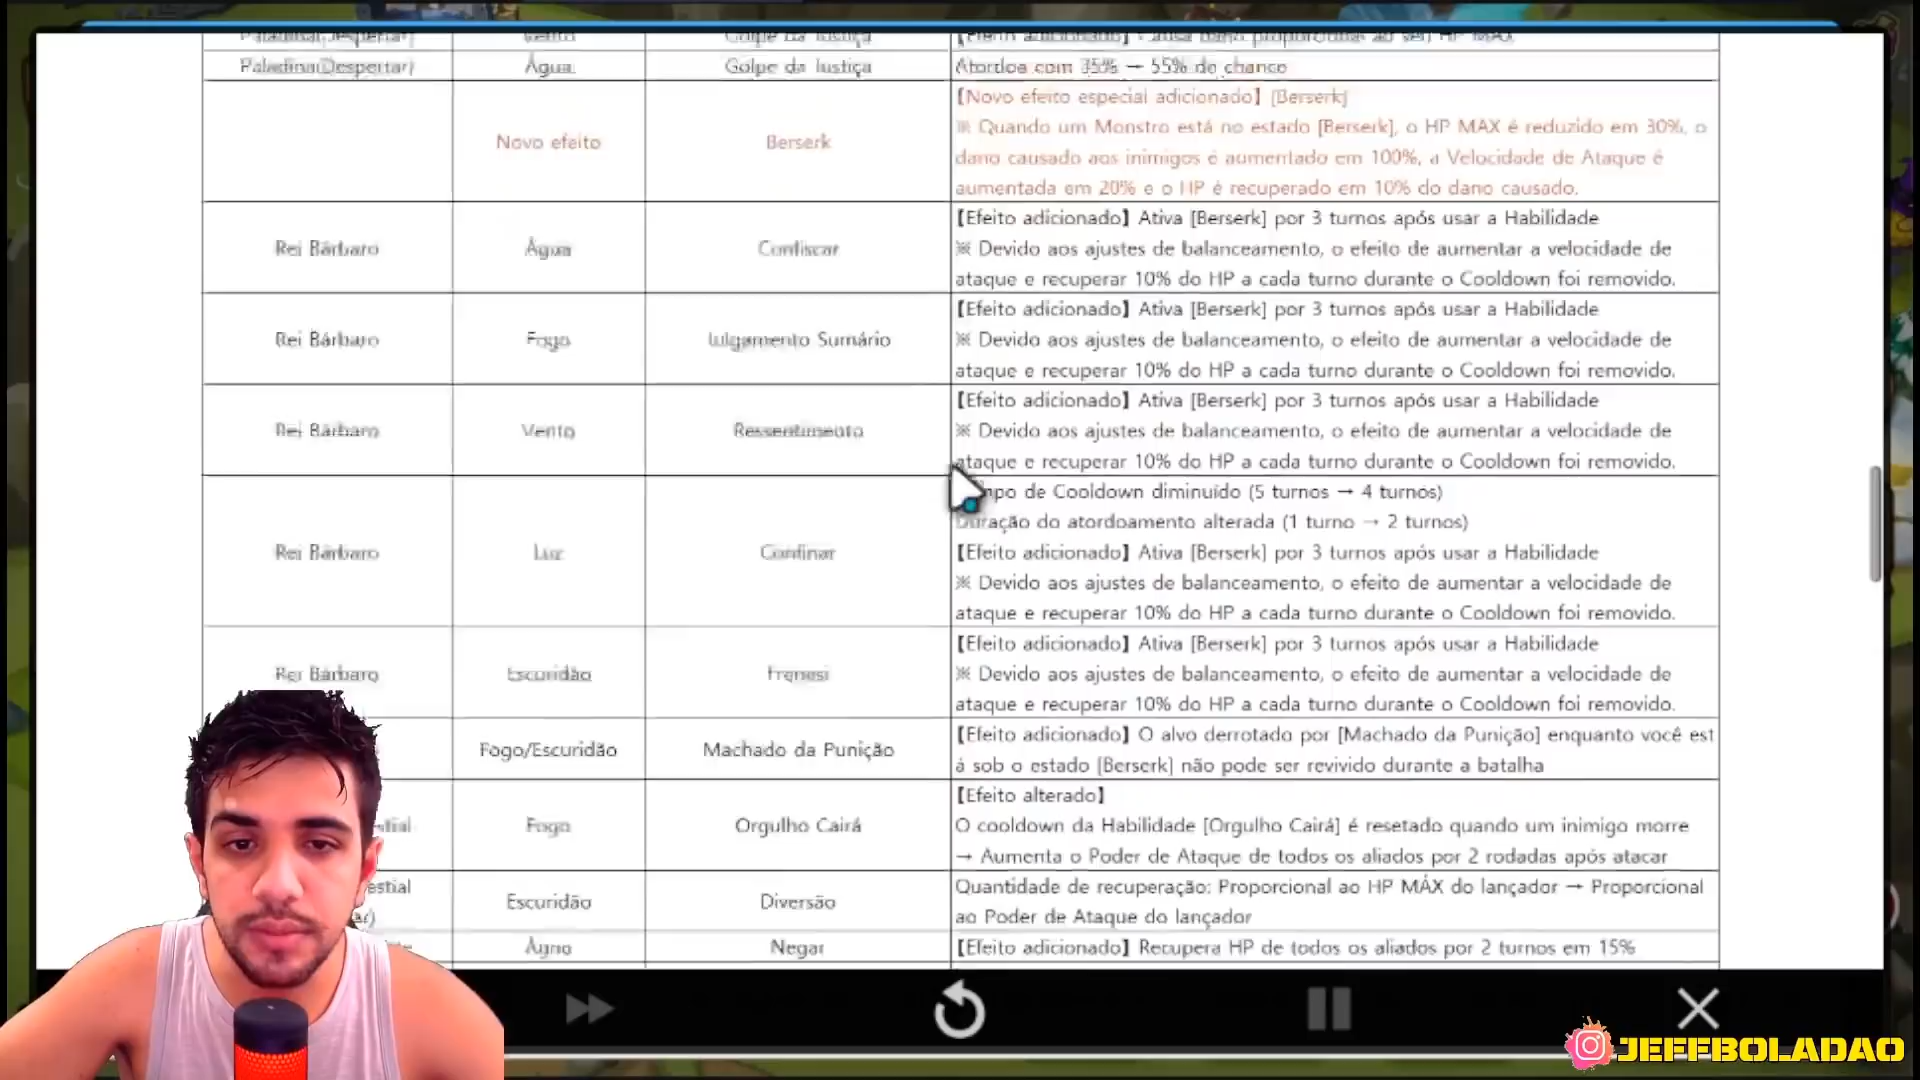 Paladina(Despertar) Vento Golpe da Justiça 【Efeito adicionado】 Causa dano proporcional ao seu HP MÁX
Paladina(Despertar) Água Golpe da Justiça Atordoa com 35% → 55% de chance
Novo efeito Berserk
【Novo efeito especial adicionado】 [Berserk]
※ Quando um Monstro está no estado [Berserk], o HP MAX é reduzido em 30%, o
dano causado aos inimigos é aumentado em 100%, a Velocidade de Ataque é
aumentada em 20% e o HP é recuperado em 10% do dano causado.
Rei Bárbaro Água Confiscar
【Efeito adicionado】 Ativa [Berserk] por 3 turnos após usar a Habilidade
※ Devido aos ajustes de balanceamento, o efeito de aumentar a velocidade de
ataque e recuperar 10% do HP a cada turno durante o Cooldown foi removido.
Rei Bárbaro Fogo Julgamento Sumário
【Efeito adicionado】 Ativa [Berserk] por 3 turnos após usar a Habilidade
※ Devido aos ajustes de balanceamento, o efeito de aumentar a velocidade de
ataque e recuperar 10% do HP a cada turno durante o Cooldown foi removido.
Rei Bárbaro Vento Ressentimento
【Efeito adicionado】 Ativa [Berserk] por 3 turnos após usar a Habilidade
※ Devido aos ajustes de balanceamento, o efeito de aumentar a velocidade de
ataque e recuperar 10% do HP a cada turno durante o Cooldown foi removido.
Rei Bárbaro Luz Confinar
de Cooldown diminuído (5 turnos → 4 turnos)
Duração do atordoamento alterada (1 turno → 2 turnos)
【Efeito adicionado】 Ativa [Berserk] por 3 turnos após usar a Habilidade
※ Devido aos ajustes de balanceamento, o efeito de aumentar a velocidade de
ataque e recuperar 10% do HP a cada turno durante o Cooldown foi removido.
Rei Bárbaro Escuridão Frenesi
【Efeito adicionado】 Ativa [Berserk] por 3 turnos após usar a Habilidade
※ Devido aos ajustes de balanceamento, o efeito de aumentar a velocidade de
ataque e recuperar 10% do HP a cada turno durante o Cooldown foi removido.
Fogo/Escuridão Machado da Punição
【Efeito adicionado】 O alvo derrotado por [Machado da Punição] enquanto você est
á sob o estado [Berserk] não pode ser revivido durante a batalha
Fogo Orgulho Cairá
【Efeito alterado】
O cooldown da Habilidade [Orgulho Cairá] é resetado quando um inimigo morre
→ Aumenta o Poder de Ataque de todos os aliados por 2 rodadas após atacar
Escuridão Diversão
Quantidade de recuperação: Proporcional ao HP MÁX do lançador → Proporcional
ao Poder de Ataque do lançador
Água Negar 【Efeito adicionado】 Recupera HP de todos os aliados por 2 turnos em 15%
JEFFBOLADAO